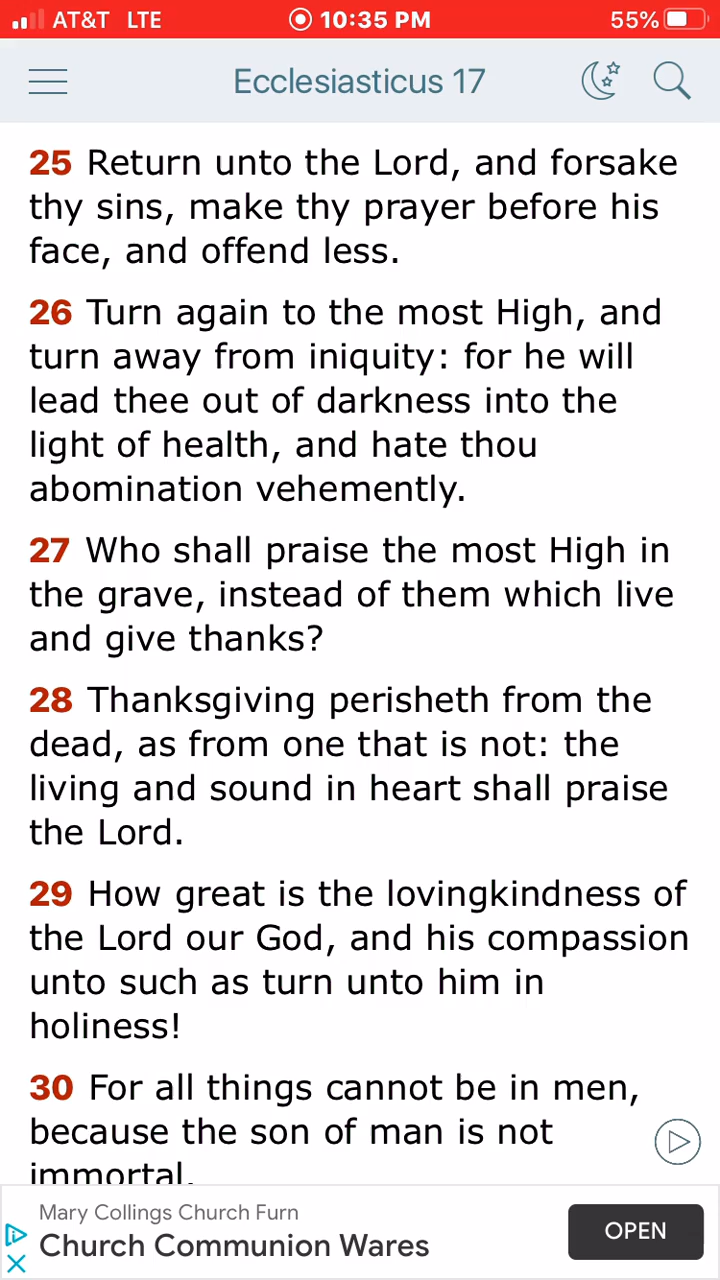 AT&T LTE 10:35 PM 55%
Ecclesiasticus 17
25 Return unto the Lord, and forsake
thy sins, make thy prayer before his
face, and offend less.
26 Turn again to the most High, and
turn away from iniquity: for he will
lead thee out of darkness into the
light of health, and hate thou
abomination vehemently.
27 Who shall praise the most High in
the grave, instead of them which live
and give thanks?
28 Thanksgiving perisheth from the
dead, as from one that is not: the
living and sound in heart shall praise
the Lord.
29 How great is the lovingkindness of
the Lord our God, and his compassion
unto such as turn unto him in
holiness!
30 For all things cannot be in men,
because the son of man is not
immortal.
Mary Collings Church Furn
Church Communion Wares
OPEN